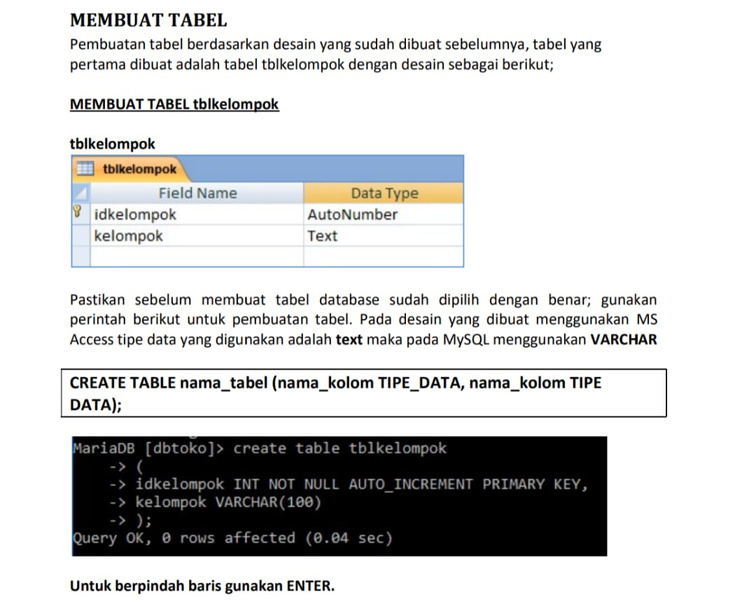 MEMBUAT TABEL
Pembuatan tabel berdasarkan desain yang sudah dibuat sebelumnya, tabel yang
pertama dibuat adalah tabel tblkelompok dengan desain sebagai berikut;
MEMBUAT TABEL tblkelompok
tblkelompok
tblkelompok
Field Name Data Type
idkelompok AutoNumber
kelompok Text
Pastikan sebelum membuat tabel database sudah dipilih dengan benar; gunakan
perintah berikut untuk pembuatan tabel. Pada desain yang dibuat menggunakan MS
Access tipe data yang digunakan adalah text maka pada MySQL menggunakan VARCHAR
CREATE TABLE nama_tabel (nama_kolom TIPE_DATA, nama_kolom TIPE
DATA);
MariaDB [dbtoko]> create table tblkelompok
-> (
-> idkelompok INT NOT NULL AUTO_INCREMENT PRIMARY KEY,
-> kelompok VARCHAR(100)
-> );
Query OK, 0 rows affected (0.04 sec)
Untuk berpindah baris gunakan ENTER.